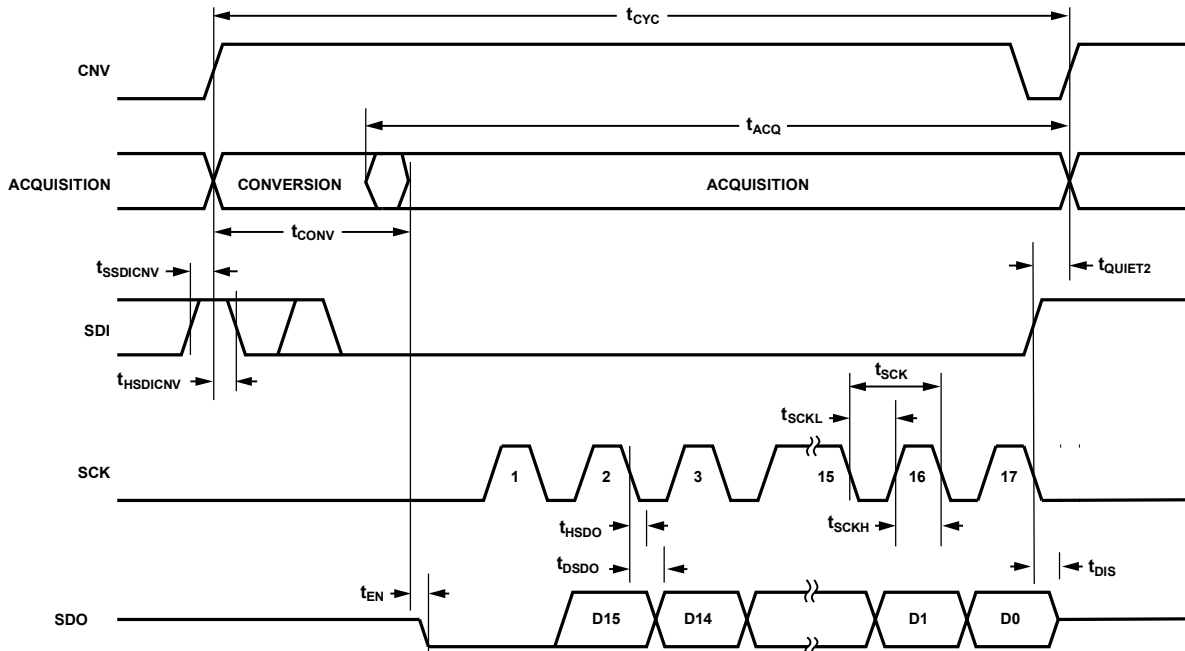 tCYC
CNV
tACQ
ACQUISITION CONVERSION ACQUISITION
tCONV
tSSDICNV tQUIET2
SDI
tHSDICNV
tSCK
tSCKL
SCK 1 2 3 15 16 17
tHSDO tSCKH
tDSDO tDIS
tEN
SDO D15 D14 D1 D0